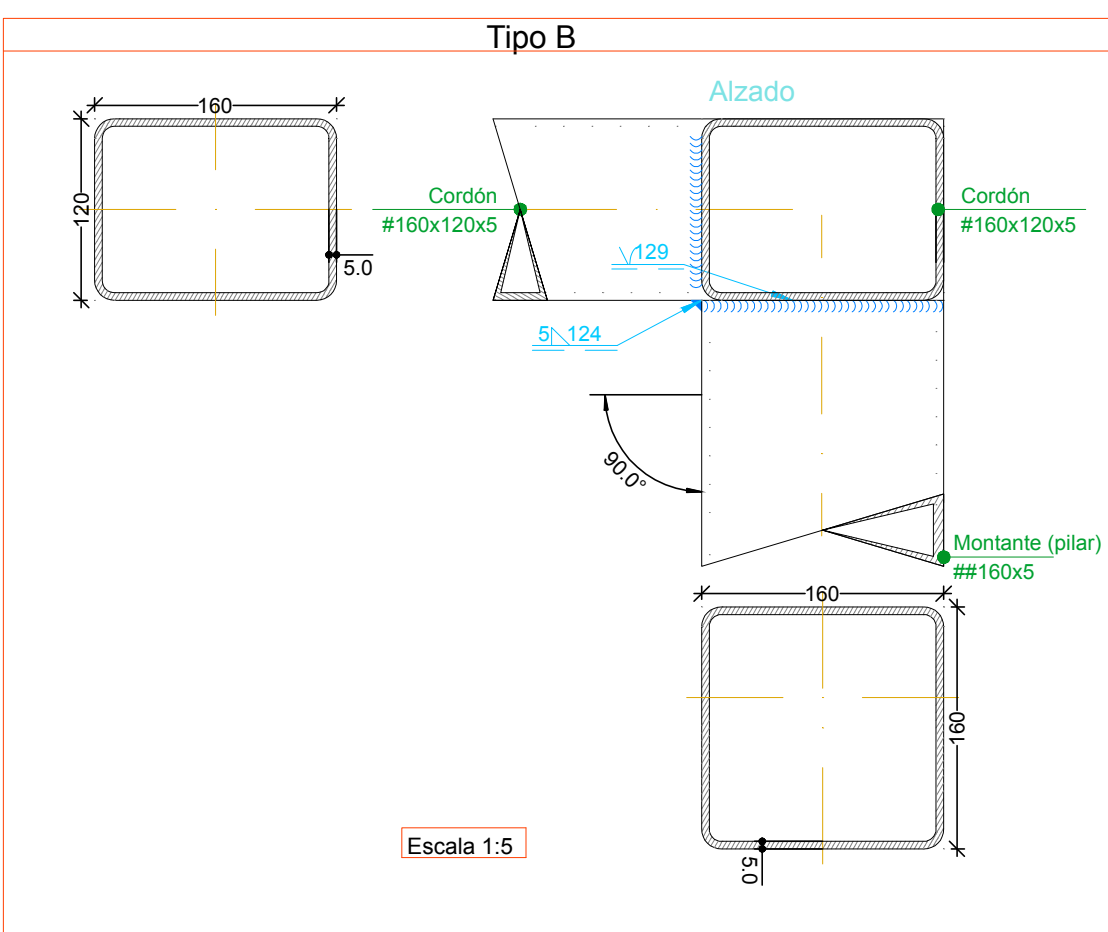 Tipo B
Alzado
160
120
5.0
Cordón
#160x120x5
Cordón
#160x120x5
129
5 124
90.0°
Montante (pilar)
##160x5
160
160
5.0
Escala 1:5